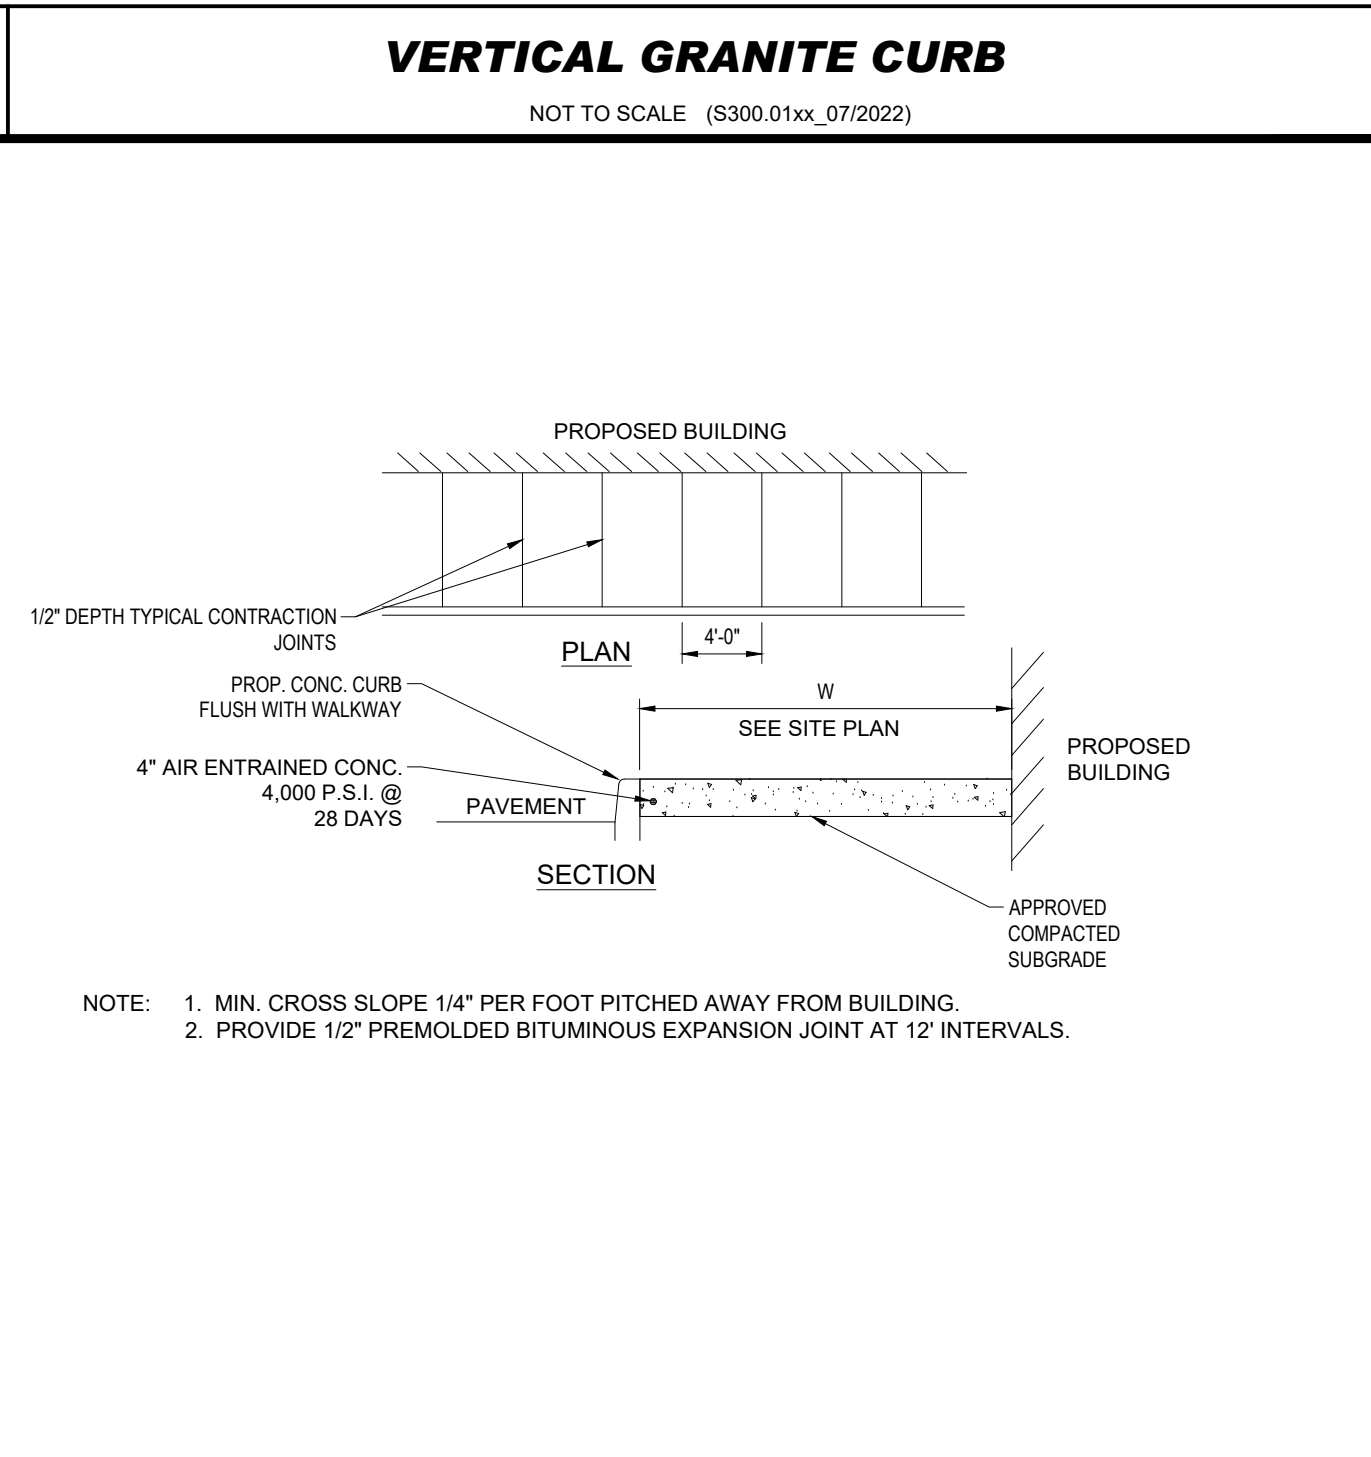 VERTICAL GRANITE CURB
NOT TO SCALE (S300.01xx_07/2022)
PROPOSED BUILDING
1/2" DEPTH TYPICAL CONTRACTION
JOINTS
PLAN
4'-0"
PROP. CONC. CURB
FLUSH WITH WALKWAY
W
SEE SITE PLAN
PROPOSED
BUILDING
4" AIR ENTRAINED CONC.
4,000 P.S.I. @
28 DAYS
PAVEMENT
SECTION
APPROVED
COMPACTED
SUBGRADE
NOTE: 1. MIN. CROSS SLOPE 1/4" PER FOOT PITCHED AWAY FROM BUILDING.
2. PROVIDE 1/2" PREMOLDED BITUMINOUS EXPANSION JOINT AT 12' INTERVALS.